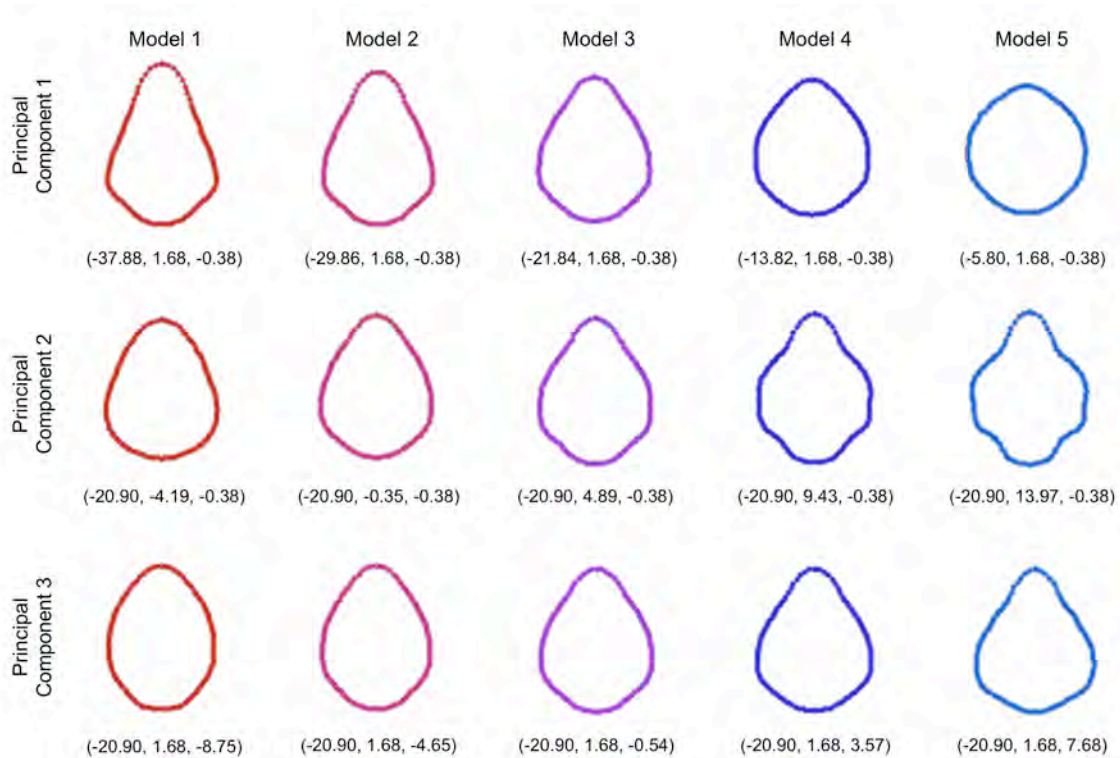 Model 1 Model 2 Model 3 Model 4 Model 5
Principal
Component 1
(-37.88, 1.68, -0.38) (-29.86, 1.68, -0.38) (-21.84, 1.68, -0.38) (-13.82, 1.68, -0.38) (-5.80, 1.68, -0.38)
Principal
Component 2
(-20.90, -4.19, -0.38) (-20.90, -0.35, -0.38) (-20.90, 4.89, -0.38) (-20.90, 9.43, -0.38) (-20.90, 13.97, -0.38)
Principal
Component 3
(-20.90, 1.68, -8.75) (-20.90, 1.68, -4.65) (-20.90, 1.68, -0.54) (-20.90, 1.68, 3.57) (-20.90, 1.68, 7.68)